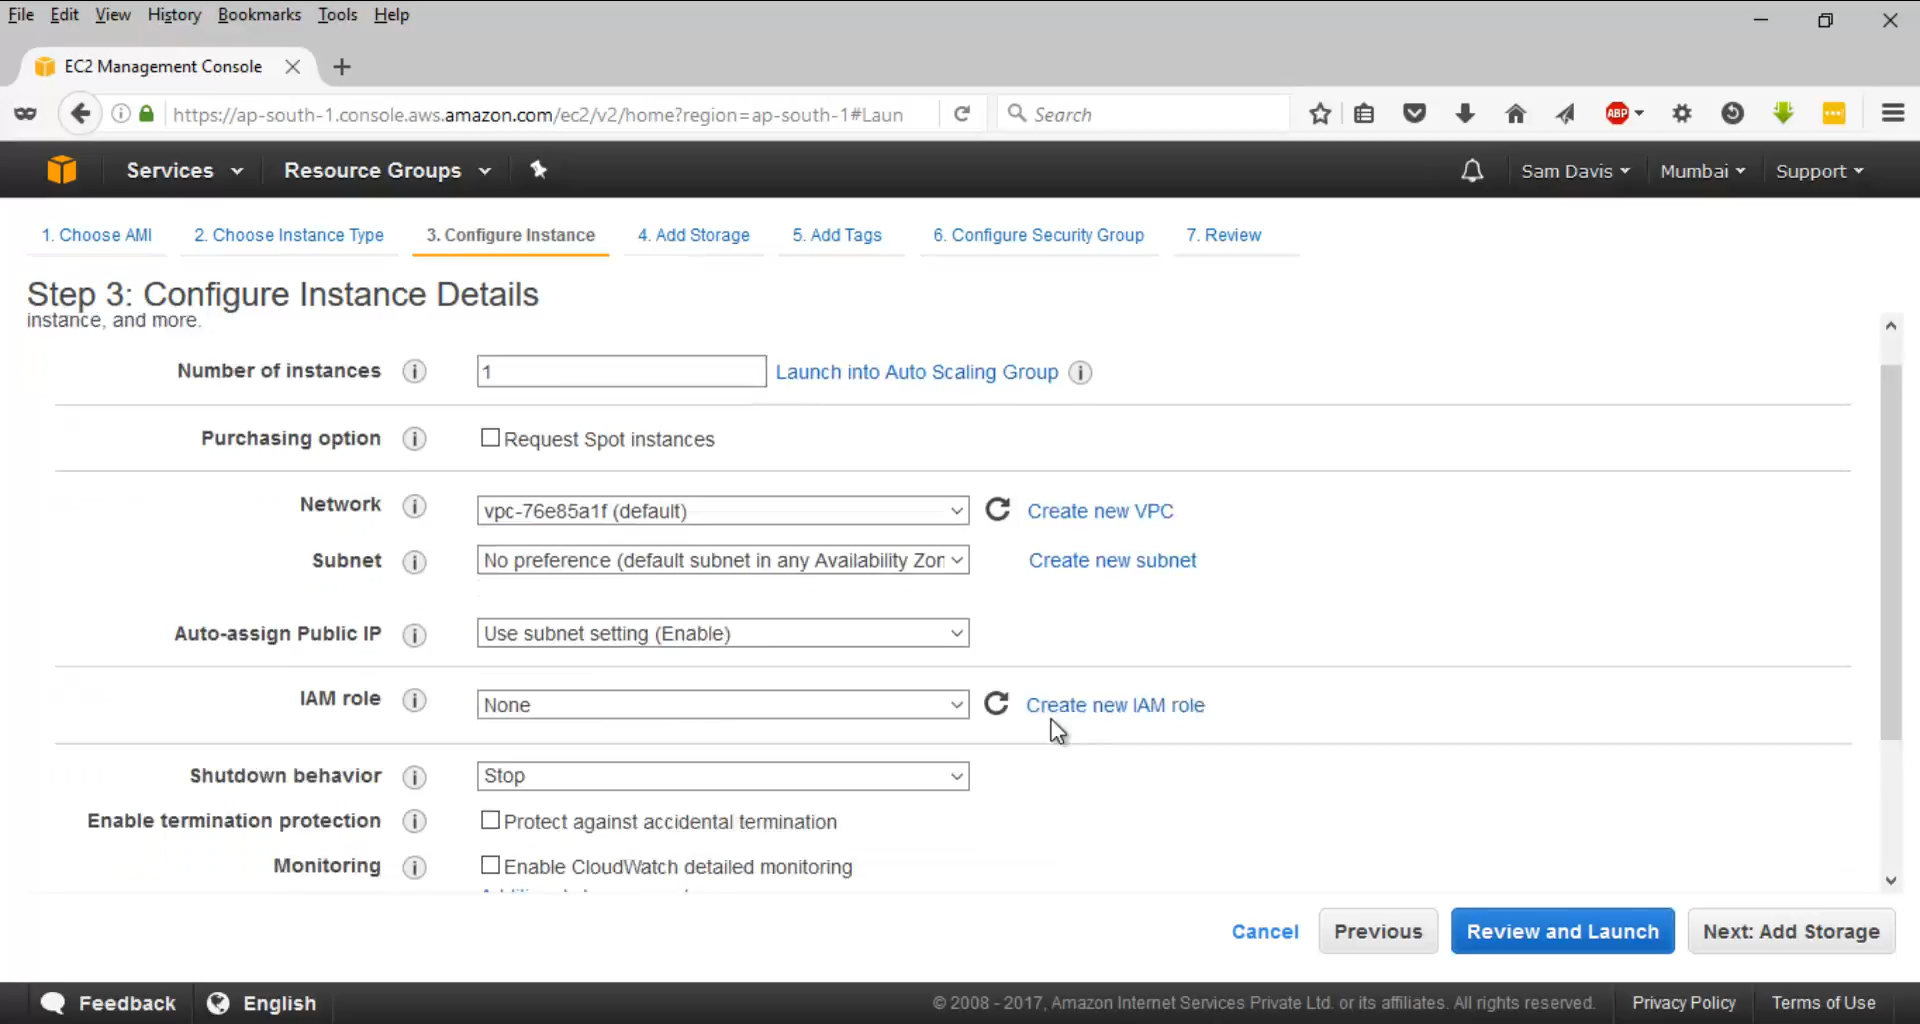 File Edit View History Bookmarks Tools Help
EC2 Management Console
https://ap-south-1.console.aws.amazon.com/ec2/v2/home?region=ap-south-1#Laun
Search
ABP
Services
Resource Groups
Sam Davis
Mumbai
Support
1. Choose AMI
2. Choose Instance Type
3. Configure Instance
4. Add Storage
5. Add Tags
6. Configure Security Group
7. Review
Step 3: Configure Instance Details
instance, and more.
Number of instances
1
Launch into Auto Scaling Group
Purchasing option
Request Spot instances
Network
vpc-76e85a1f (default)
Create new VPC
Subnet
No preference (default subnet in any Availability Zon
Create new subnet
Auto-assign Public IP
Use subnet setting (Enable)
IAM role
None
Create new IAM role
Shutdown behavior
Stop
Enable termination protection
Protect against accidental termination
Monitoring
Enable CloudWatch detailed monitoring
Cancel
Previous
Review and Launch
Next: Add Storage
Feedback
English
© 2008 - 2017, Amazon Internet Services Private Ltd. or its affiliates. All rights reserved.
Privacy Policy
Terms of Use